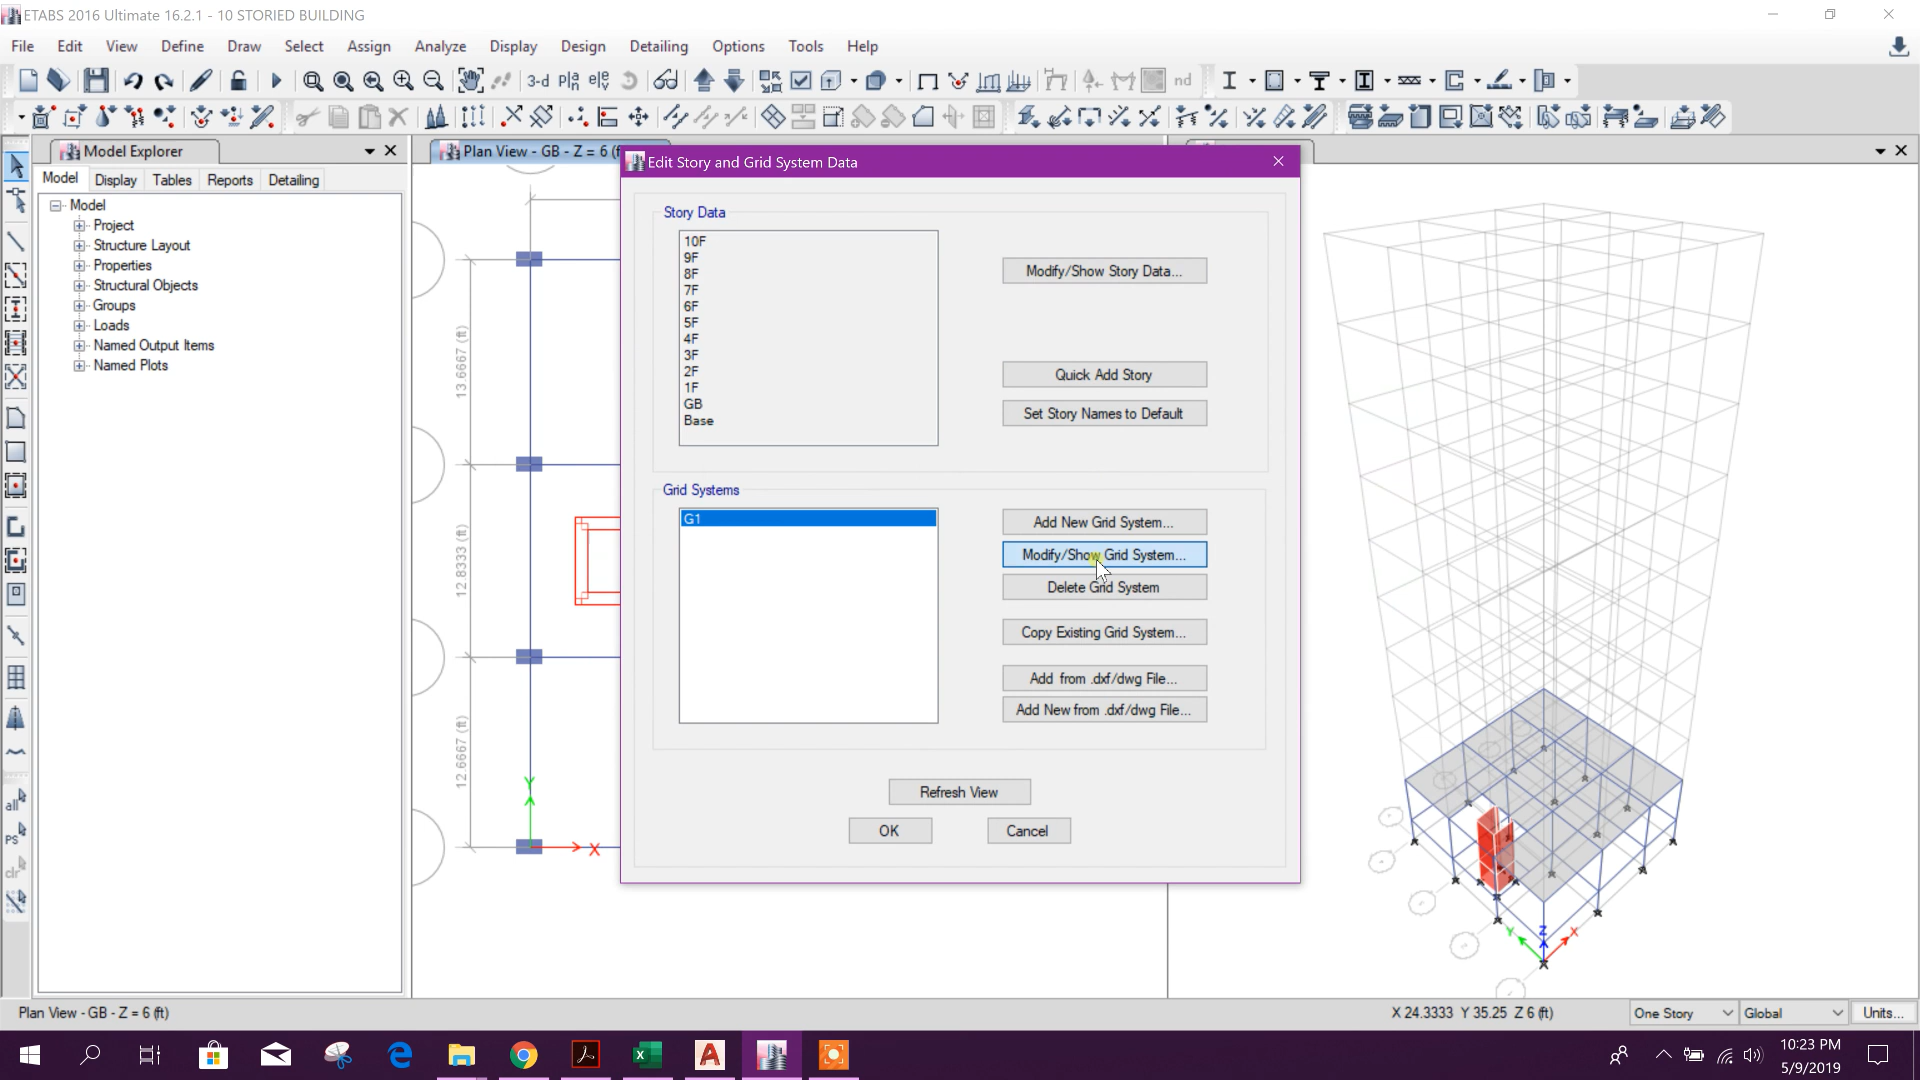 ETABS 2016 Ultimate 16.2.1 - 10 STORIED BUILDING
File Edit View Define Draw Select Assign Analyze Display Design Detailing Options Tools Help
3-d
nd
Model Explorer
Plan View - GB - Z = 6 (f
Model Display Tables Reports Detailing
Model
Project
Structure Layout
Properties
Structural Objects
Groups
Loads
Named Output Items
Named Plots
13.6667 (ft)
12.8333 (ft)
12.6667 (ft)
Y
X
Edit Story and Grid System Data
Story Data
10F
9F
8F
7F
6F
5F
4F
3F
2F
1F
GB
Base
Modify/Show Story Data...
Quick Add Story
Set Story Names to Default
Grid Systems
G1
Add New Grid System...
Modify/Show Grid System...
Delete Grid System
Copy Existing Grid System...
Add from .dxf/dwg File...
Add New from .dxf/dwg File...
Refresh View
OK
Cancel
Y
Z
X
all
PS
clr
Plan View - GB - Z = 6 (ft)
X 24.3333 Y 35.25 Z 6 (ft)
One Story
Global
Units...
10:23 PM
5/9/2019